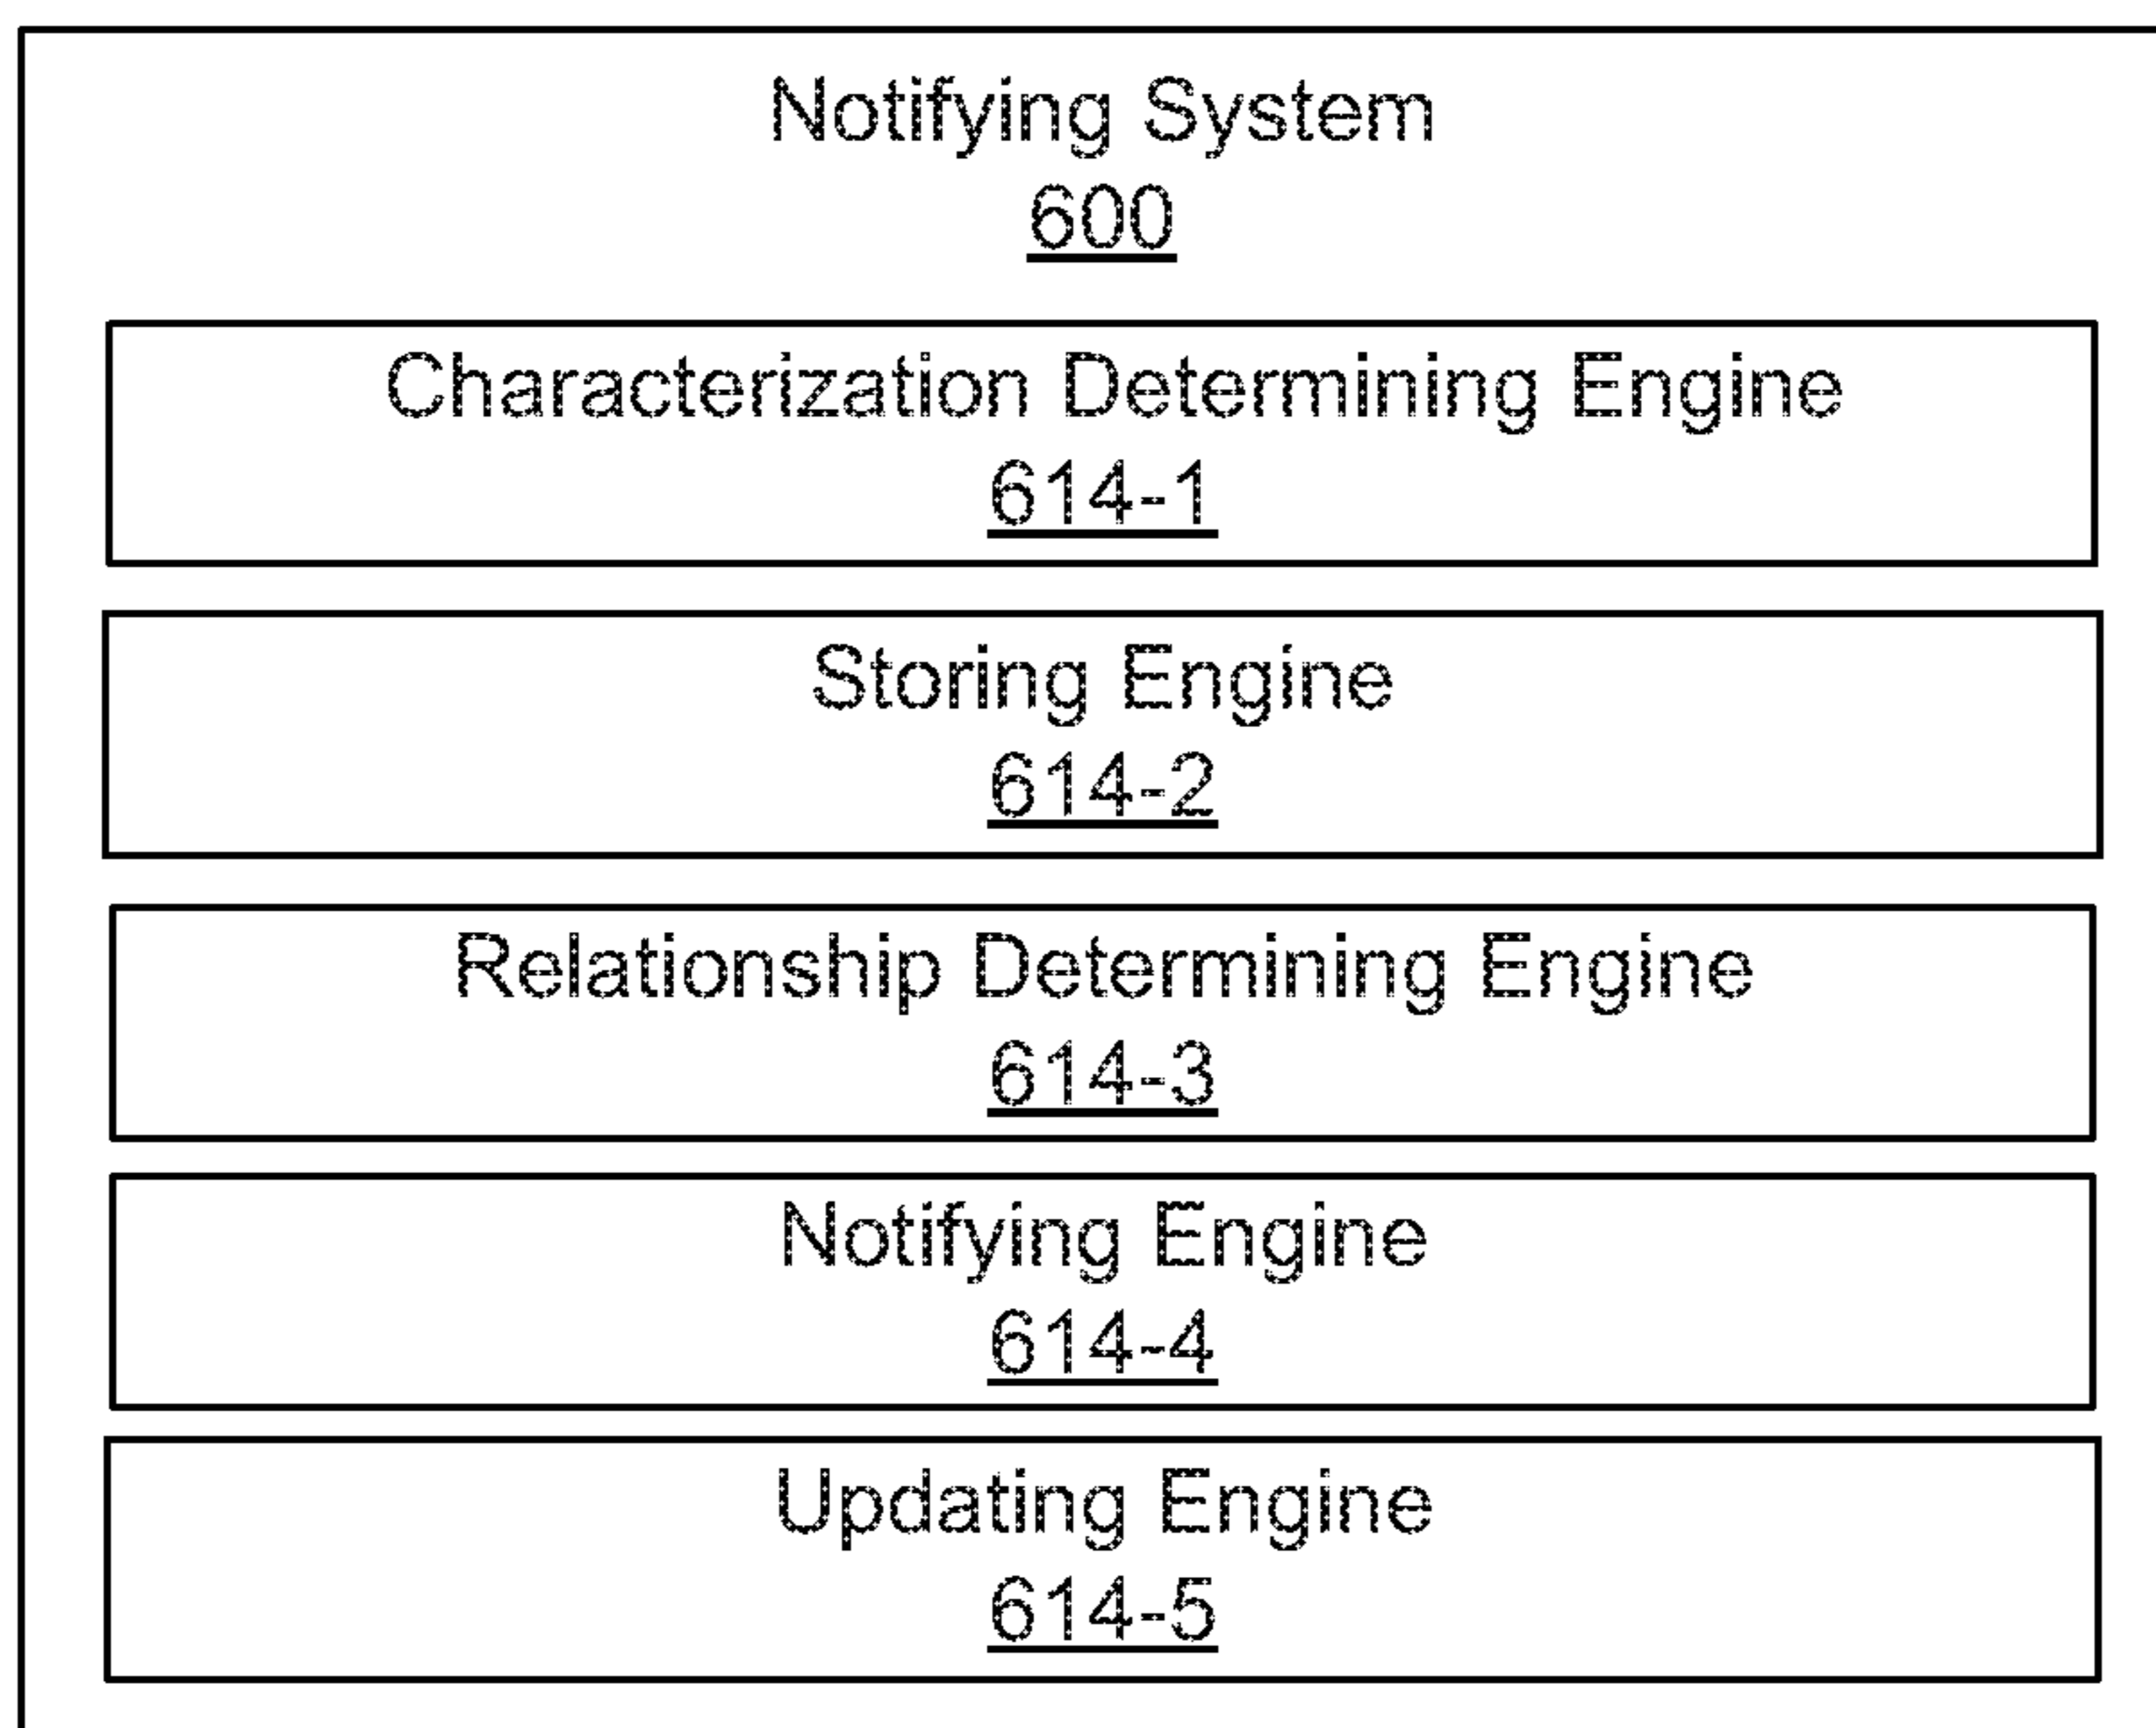 Notifying System
600
Characterization Determining Engine
614-1
Storing Engine
614-2
Relationship Determining Engine
614-3
Notifying Engine
614-4
Updating Engine
614-5